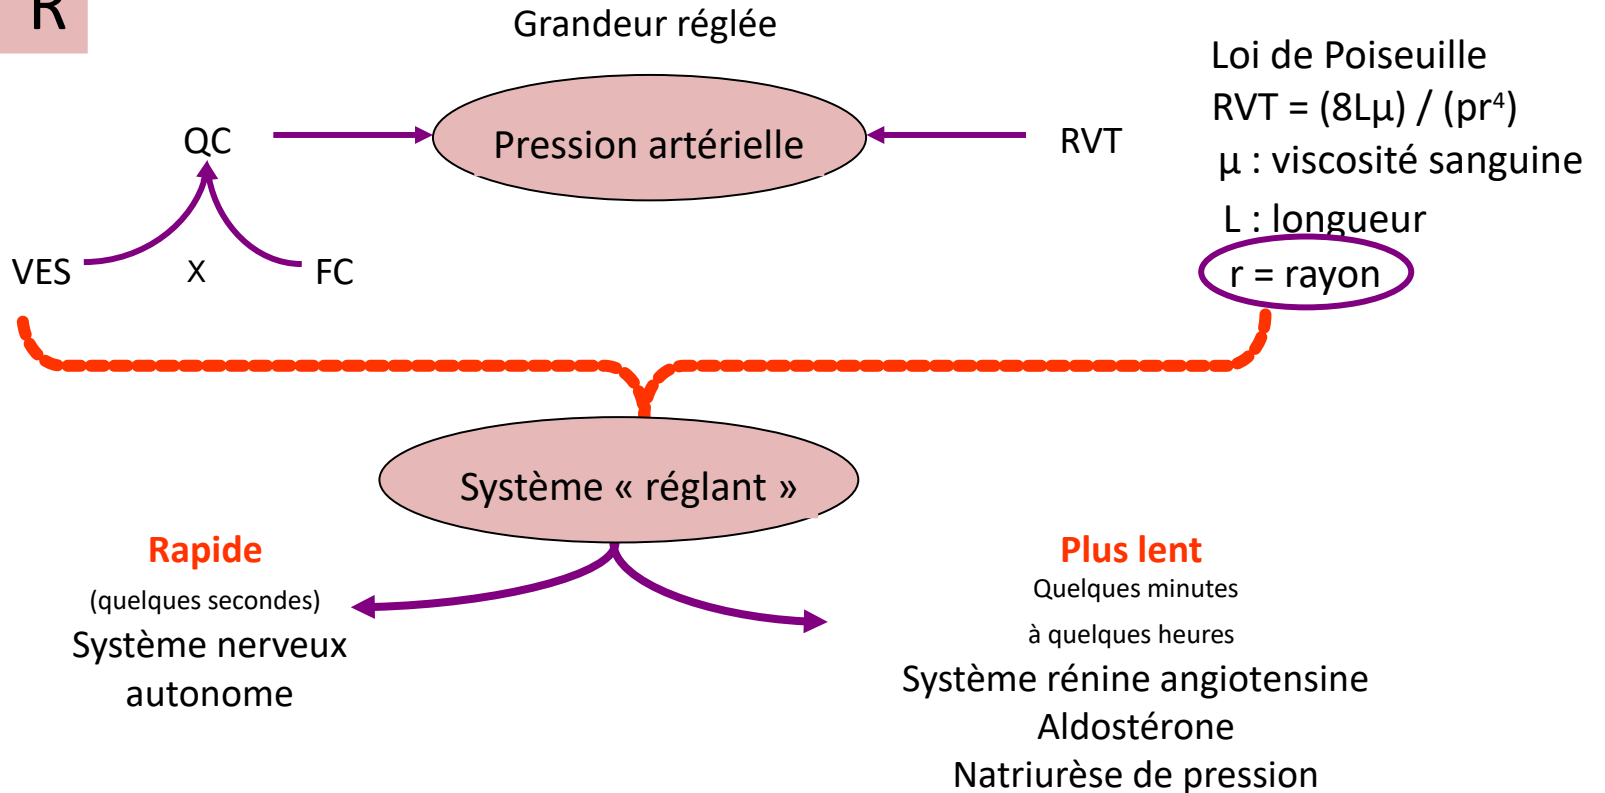 R
Grandeur réglée
Loi de Poiseuille
RVT = (8Lµ) / (pr⁴)
µ : viscosité sanguine
L : longueur
r = rayon
QC
Pression artérielle
RVT
VES
X
FC
Système « réglant »
Rapide
(quelques secondes)
Système nerveux
autonome
Plus lent
Quelques minutes
à quelques heures
Système rénine angiotensine
Aldostérone
Natriurèse de pression